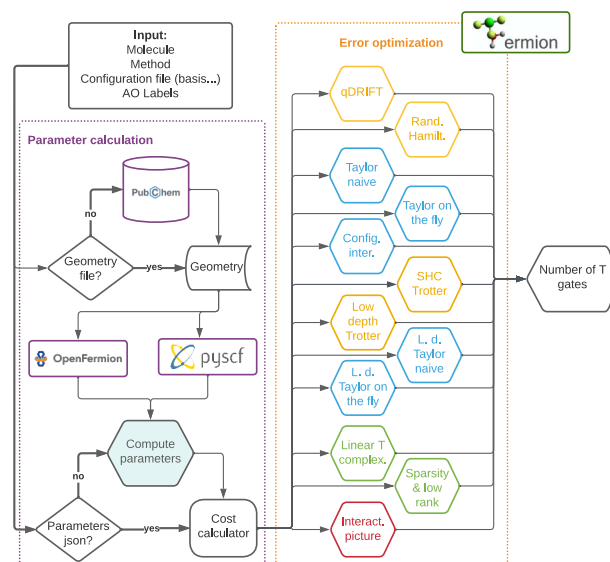 Input:
Molecule
Method
Configuration file (basis...)
AO Labels
Error optimization
ermion
Parameter calculation
PubChem
no
Geometry
file?
yes
Geometry
OpenFermion
pyscf
Compute
parameters
no
Parameters
json?
yes
Cost
calculator
qDRIFT
Rand.
Hamilt.
Taylor
naive
Taylor on
the fly
Config.
inter.
SHC
Trotter
Low
depth
Trotter
L. d.
Taylor
naive
L. d.
Taylor on
the fly
Linear T
complex.
Sparsity
& low
rank
Interact.
picture
Number of T
gates